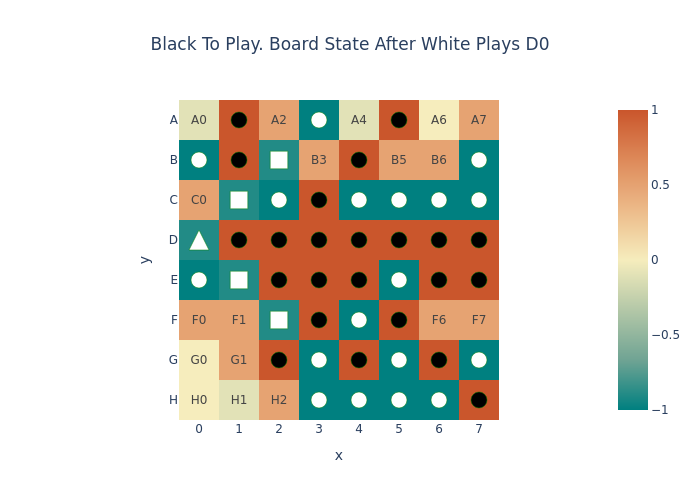 Black To Play. Board State After White Plays D0
A A0 A2 A4 A6 A7 1
B B3 B5 B6
C C0 0.5
D
y 0
E
F F0 F1 F6 F7 −0.5
G G0 G1
H H0 H1 H2 −1
0 1 2 3 4 5 6 7
x